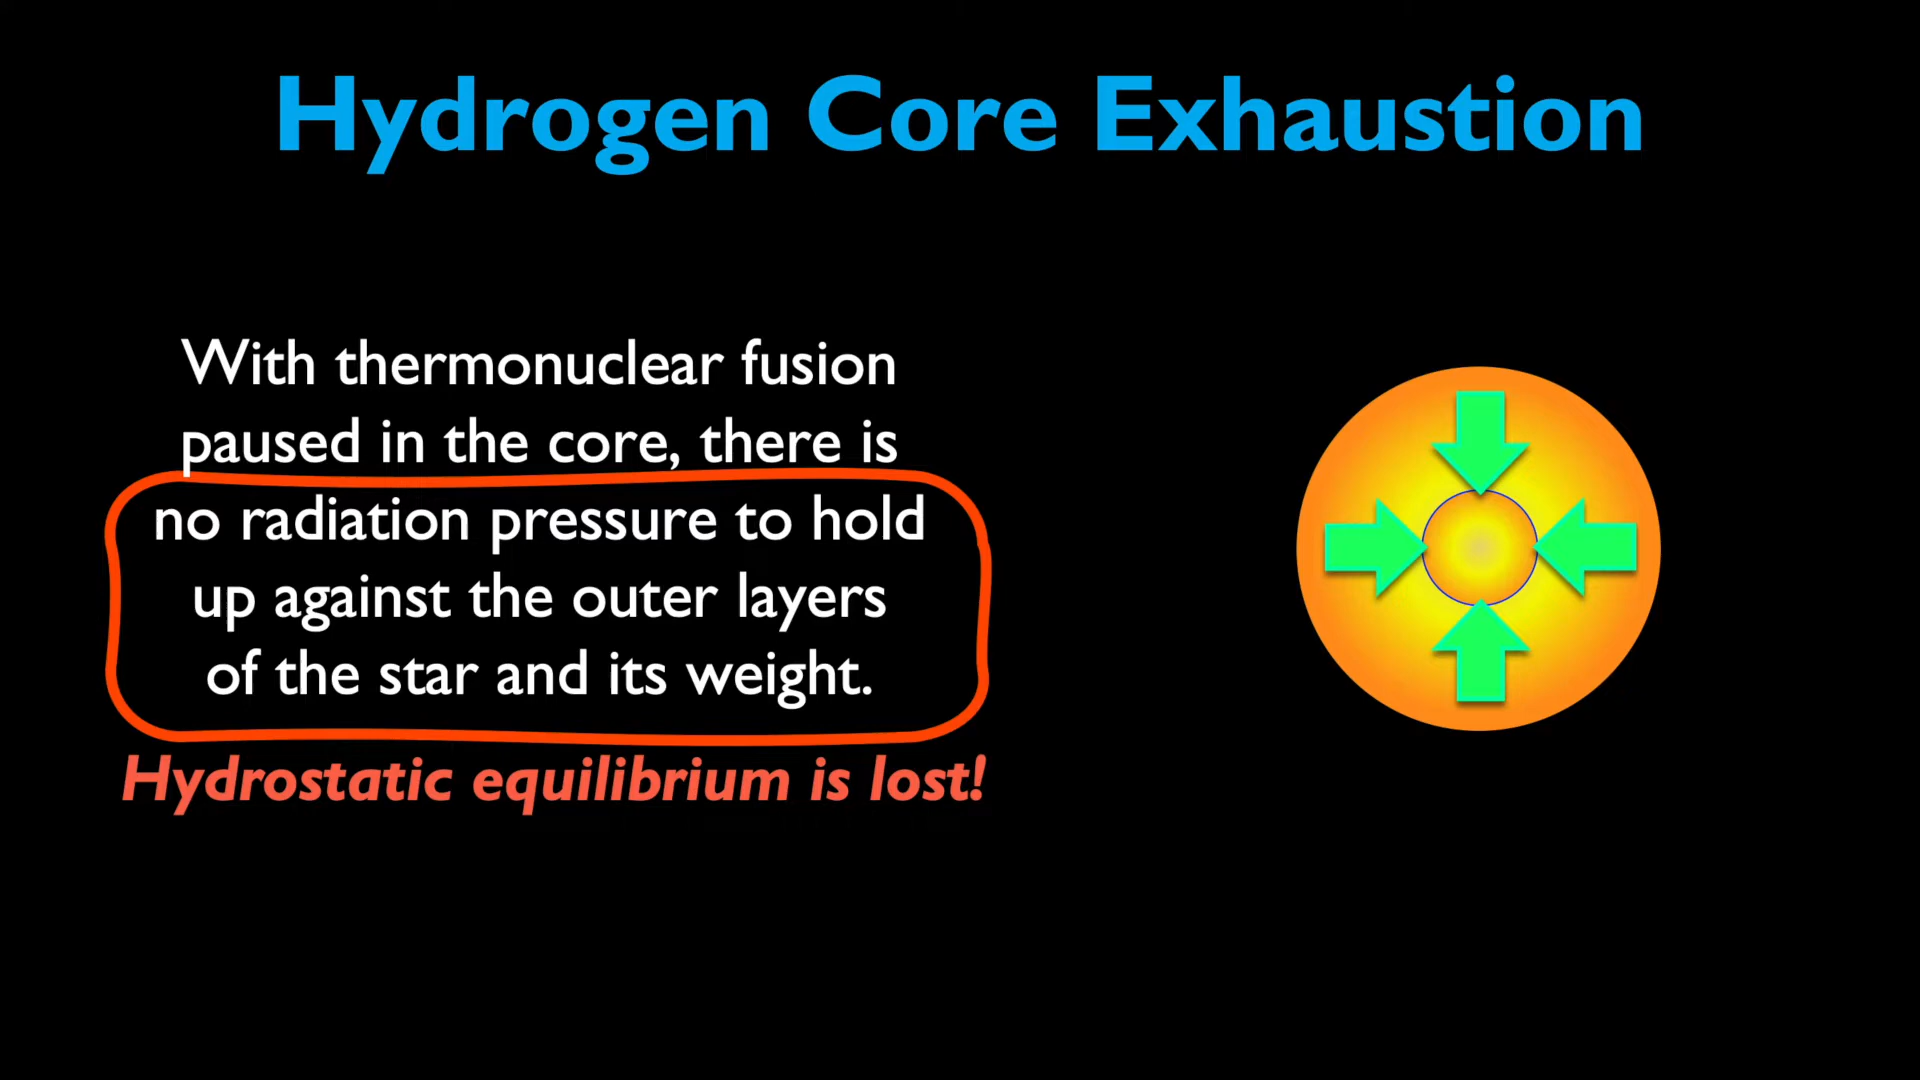 Hydrogen Core Exhaustion
With thermonuclear fusion
paused in the core, there is
no radiation pressure to hold
up against the outer layers
of the star and its weight.
Hydrostatic equilibrium is lost!